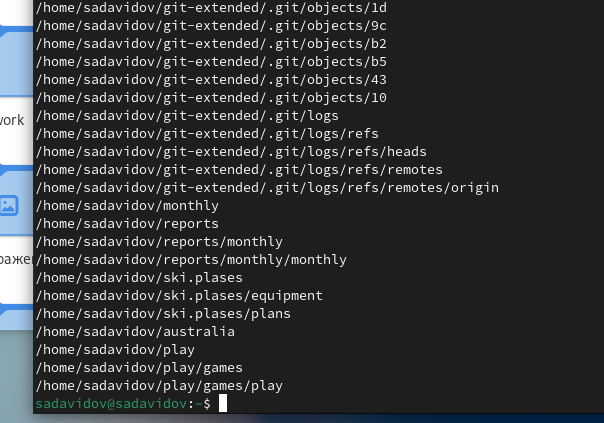 /home/sadavidov/git-extended/.git/objects/1d
/home/sadavidov/git-extended/.git/objects/9c
/home/sadavidov/git-extended/.git/objects/b2
/home/sadavidov/git-extended/.git/objects/b5
/home/sadavidov/git-extended/.git/objects/43
/home/sadavidov/git-extended/.git/objects/10
/home/sadavidov/git-extended/.git/logs
/home/sadavidov/git-extended/.git/logs/refs
/home/sadavidov/git-extended/.git/logs/refs/heads
/home/sadavidov/git-extended/.git/logs/refs/remotes
/home/sadavidov/git-extended/.git/logs/refs/remotes/origin
/home/sadavidov/monthly
/home/sadavidov/reports
/home/sadavidov/reports/monthly
/home/sadavidov/reports/monthly/monthly
/home/sadavidov/ski.plases
/home/sadavidov/ski.plases/equipment
/home/sadavidov/ski.plases/plans
/home/sadavidov/australia
/home/sadavidov/play
/home/sadavidov/play/games
/home/sadavidov/play/games/play
sadavidov@sadavidov:~$